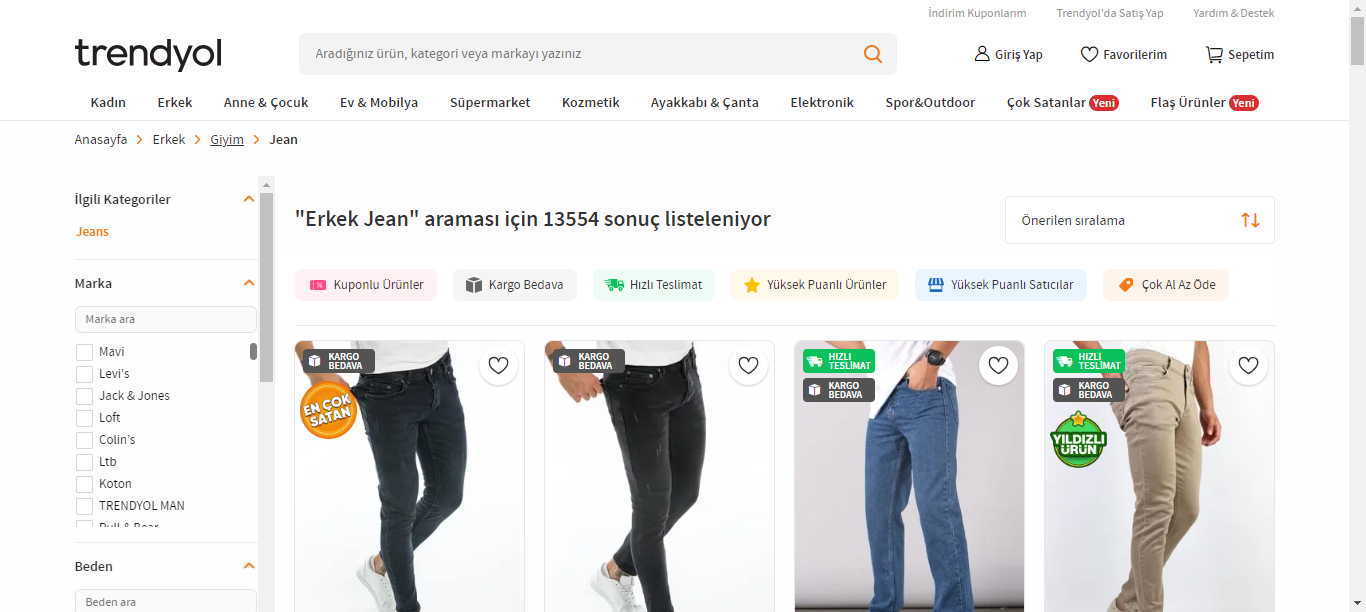 İndirim Kuponlarım Trendyol'da Satış Yap Yardım & Destek
trendyol
Aradığınız ürün, kategori veya markayı yazınız
Giriş Yap Favorilerim Sepetim
Kadın Erkek Anne & Çocuk Ev & Mobilya Süpermarket Kozmetik Ayakkabı & Çanta Elektronik Spor&Outdoor Çok Satanlar Yeni Flaş Ürünler Yeni
Anasayfa > Erkek > Giyim > Jean
İlgili Kategoriler
Jeans
Marka
Marka ara
Mavi
Levi's
Jack & Jones
Loft
Colin's
Ltb
Koton
TRENDYOL MAN
Pull & Bear
Beden
Beden ara
"Erkek Jean" araması için 13554 sonuç listeleniyor
Önerilen sıralama
Kuponlu Ürünler Kargo Bedava Hızlı Teslimat Yüksek Puanlı Ürünler Yüksek Puanlı Satıcılar Çok Al Az Öde
KARGO
BEDAVA
EN ÇOK
SATAN
KARGO
BEDAVA
HIZLI
TESLİMAT
KARGO
BEDAVA
HIZLI
TESLİMAT
KARGO
BEDAVA
YILDIZLI
ÜRÜN